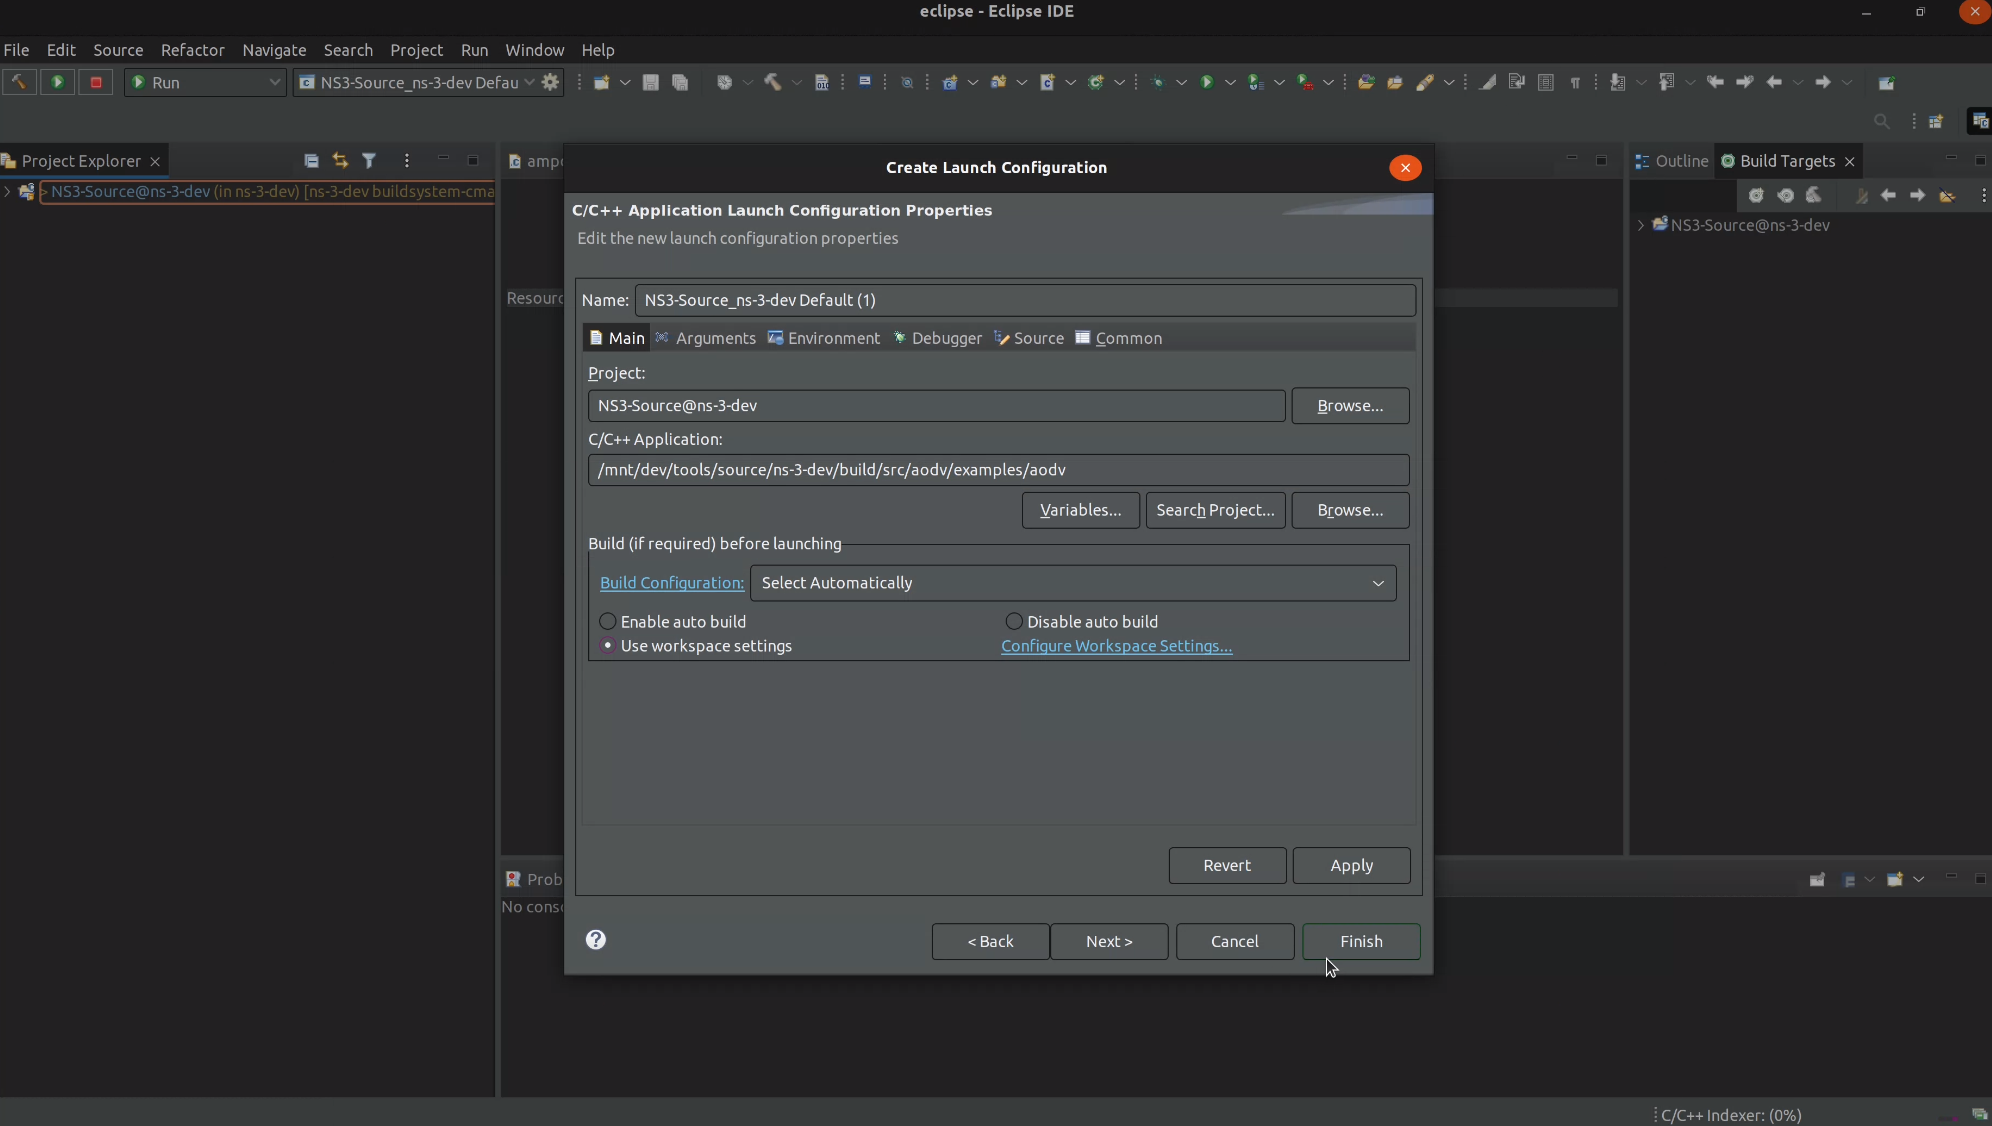 eclipse - Eclipse IDE
File Edit Source Refactor Navigate Search Project Run Window Help
Run NS3-Source_ns-3-dev Defau
Project Explorer
> NS3-Source@ns-3-dev (in ns-3-dev) [ns-3-dev buildsystem-cma
Outline Build Targets
NS3-Source@ns-3-dev
Create Launch Configuration
C/C++ Application Launch Configuration Properties
Edit the new launch configuration properties
Name: NS3-Source_ns-3-dev Default (1)
Main Arguments Environment Debugger Source Common
Project:
NS3-Source@ns-3-dev Browse...
C/C++ Application:
/mnt/dev/tools/source/ns-3-dev/build/src/aodv/examples/aodv
Variables... Search Project... Browse...
Build (if required) before launching
Build Configuration: Select Automatically
Enable auto build Disable auto build
Use workspace settings Configure Workspace Settings...
Revert Apply
< Back Next > Cancel Finish
Prob
No cons
C/C++ Indexer: (0%)